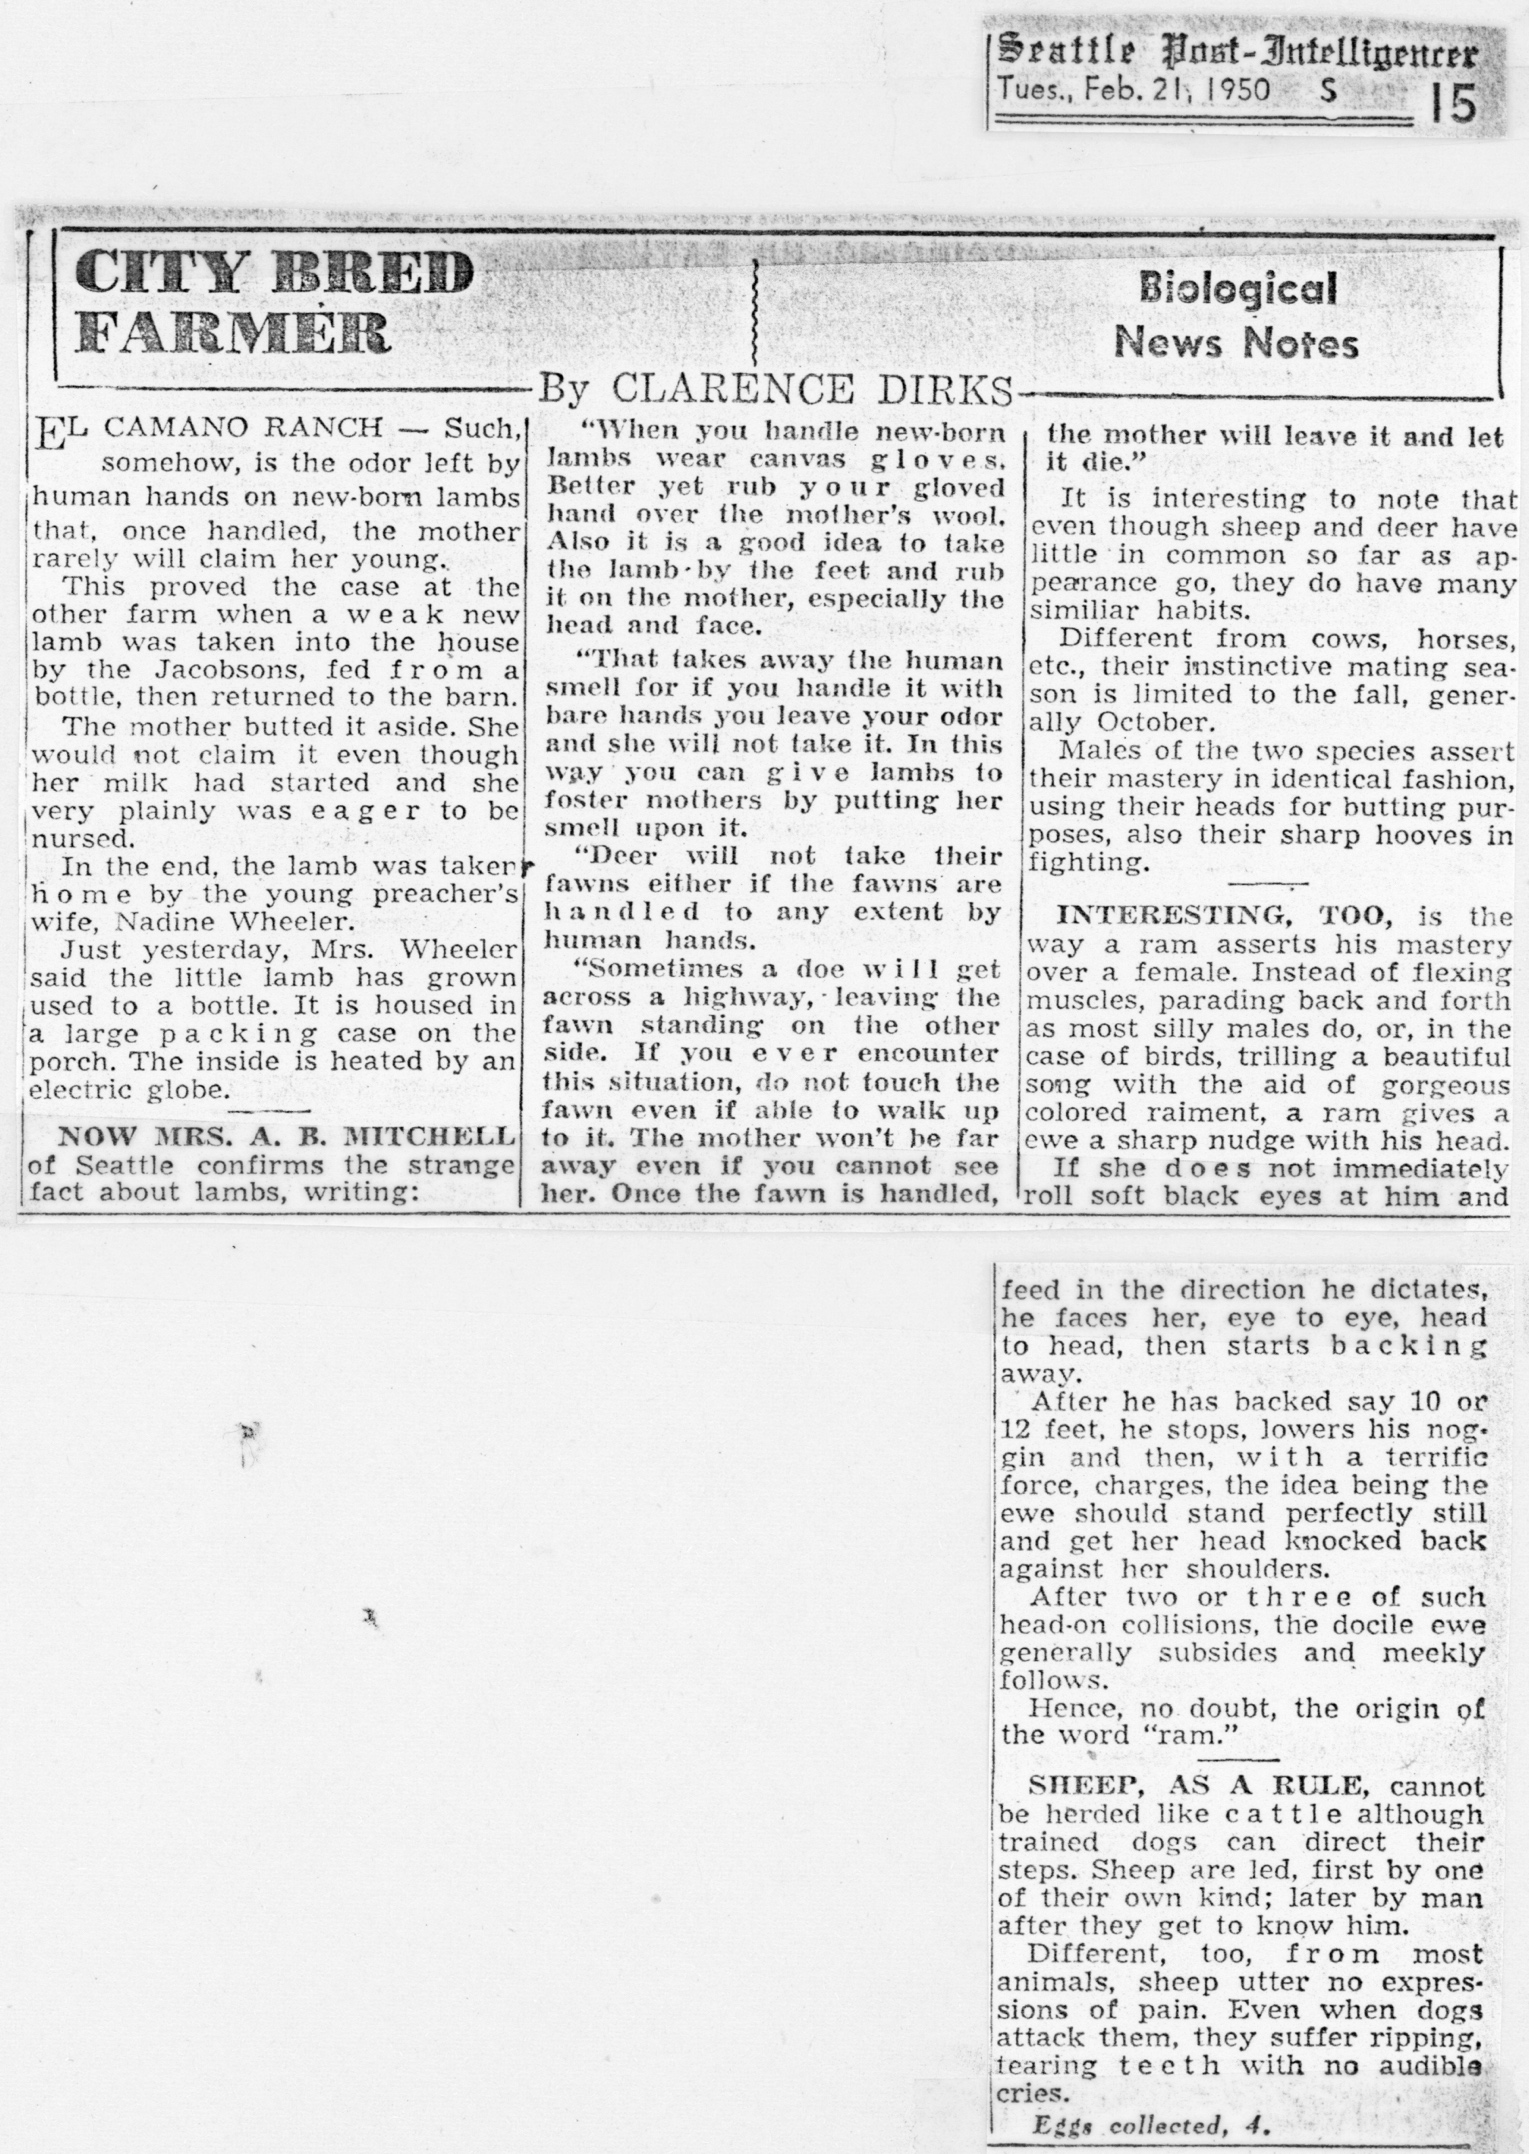 Seattle Post-Intelligencer
Tues., Feb. 21, 1950 S 15
CITY BRED
FARMER
Biological
News Notes
By CLARENCE DIRKS
EL CAMANO RANCH — Such,
somehow, is the odor left by
human hands on new-born lambs
that, once handled, the mother
rarely will claim her young.
This proved the case at the
other farm when a weak new
lamb was taken into the house
by the Jacobsons, fed from a
bottle, then returned to the barn.
The mother butted it aside. She
would not claim it even though
her milk had started and she
very plainly was eager to be
nursed.
In the end, the lamb was taken
home by the young preacher's
wife, Nadine Wheeler.
Just yesterday, Mrs. Wheeler
said the little lamb has grown
used to a bottle. It is housed in
a large packing case on the
porch. The inside is heated by an
electric globe.
NOW MRS. A. B. MITCHELL
of Seattle confirms the strange
fact about lambs, writing:
"When you handle new-born
lambs wear canvas gloves.
Better yet rub your gloved
hand over the mother's wool.
Also it is a good idea to take
the lamb by the feet and rub
it on the mother, especially the
head and face.
"That takes away the human
smell for if you handle it with
bare hands you leave your odor
and she will not take it. In this
way you can give lambs to
foster mothers by putting her
smell upon it.
"Deer will not take their
fawns either if the fawns are
handled to any extent by
human hands.
"Sometimes a doe will get
across a highway, leaving the
fawn standing on the other
side. If you ever encounter
this situation, do not touch the
fawn even if able to walk up
to it. The mother won't be far
away even if you cannot see
her. Once the fawn is handled,
the mother will leave it and let
it die."
It is interesting to note that
even though sheep and deer have
little in common so far as ap-
pearance go, they do have many
similiar habits.
Different from cows, horses,
etc., their instinctive mating sea-
son is limited to the fall, gener-
ally October.
Males of the two species assert
their mastery in identical fashion,
using their heads for butting pur-
poses, also their sharp hooves in
fighting.
INTERESTING, TOO, is the
way a ram asserts his mastery
over a female. Instead of flexing
muscles, parading back and forth
as most silly males do, or, in the
case of birds, trilling a beautiful
song with the aid of gorgeous
colored raiment, a ram gives a
ewe a sharp nudge with his head.
If she does not immediately
roll soft black eyes at him and
feed in the direction he dictates,
he faces her, eye to eye, head
to head, then starts backing
away.
After he has backed say 10 or
12 feet, he stops, lowers his nog-
gin and then, with a terrific
force, charges, the idea being the
ewe should stand perfectly still
and get her head knocked back
against her shoulders.
After two or three of such
head-on collisions, the docile ewe
generally subsides and meekly
follows.
Hence, no doubt, the origin of
the word "ram."
SHEEP, AS A RULE, cannot
be herded like cattle although
trained dogs can direct their
steps. Sheep are led, first by one
of their own kind; later by man
after they get to know him.
Different, too, from most
animals, sheep utter no expres-
sions of pain. Even when dogs
attack them, they suffer ripping,
tearing teeth with no audible
cries.
Eggs collected, 4.